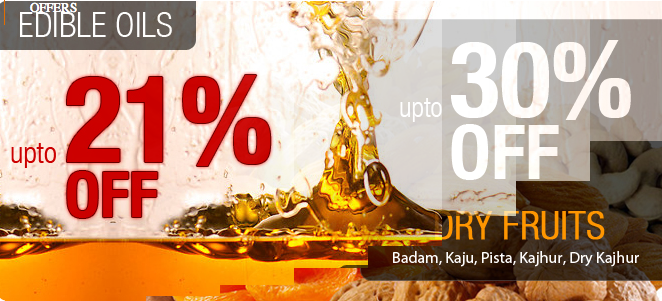 OFFERS
EDIBLE OILS
upto 21%
OFF
upto 30%
OFF
DRY FRUITS
Badam, Kaju, Pista, Kajhur, Dry Kajhur